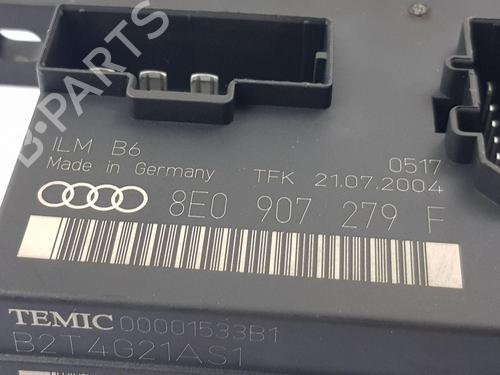 B-PARTS
ILM B6
0517
Made in Germany TFK 21.07.2004
8E0 907 279 F
TEMIC 00001533B1
B2T4G21AS1